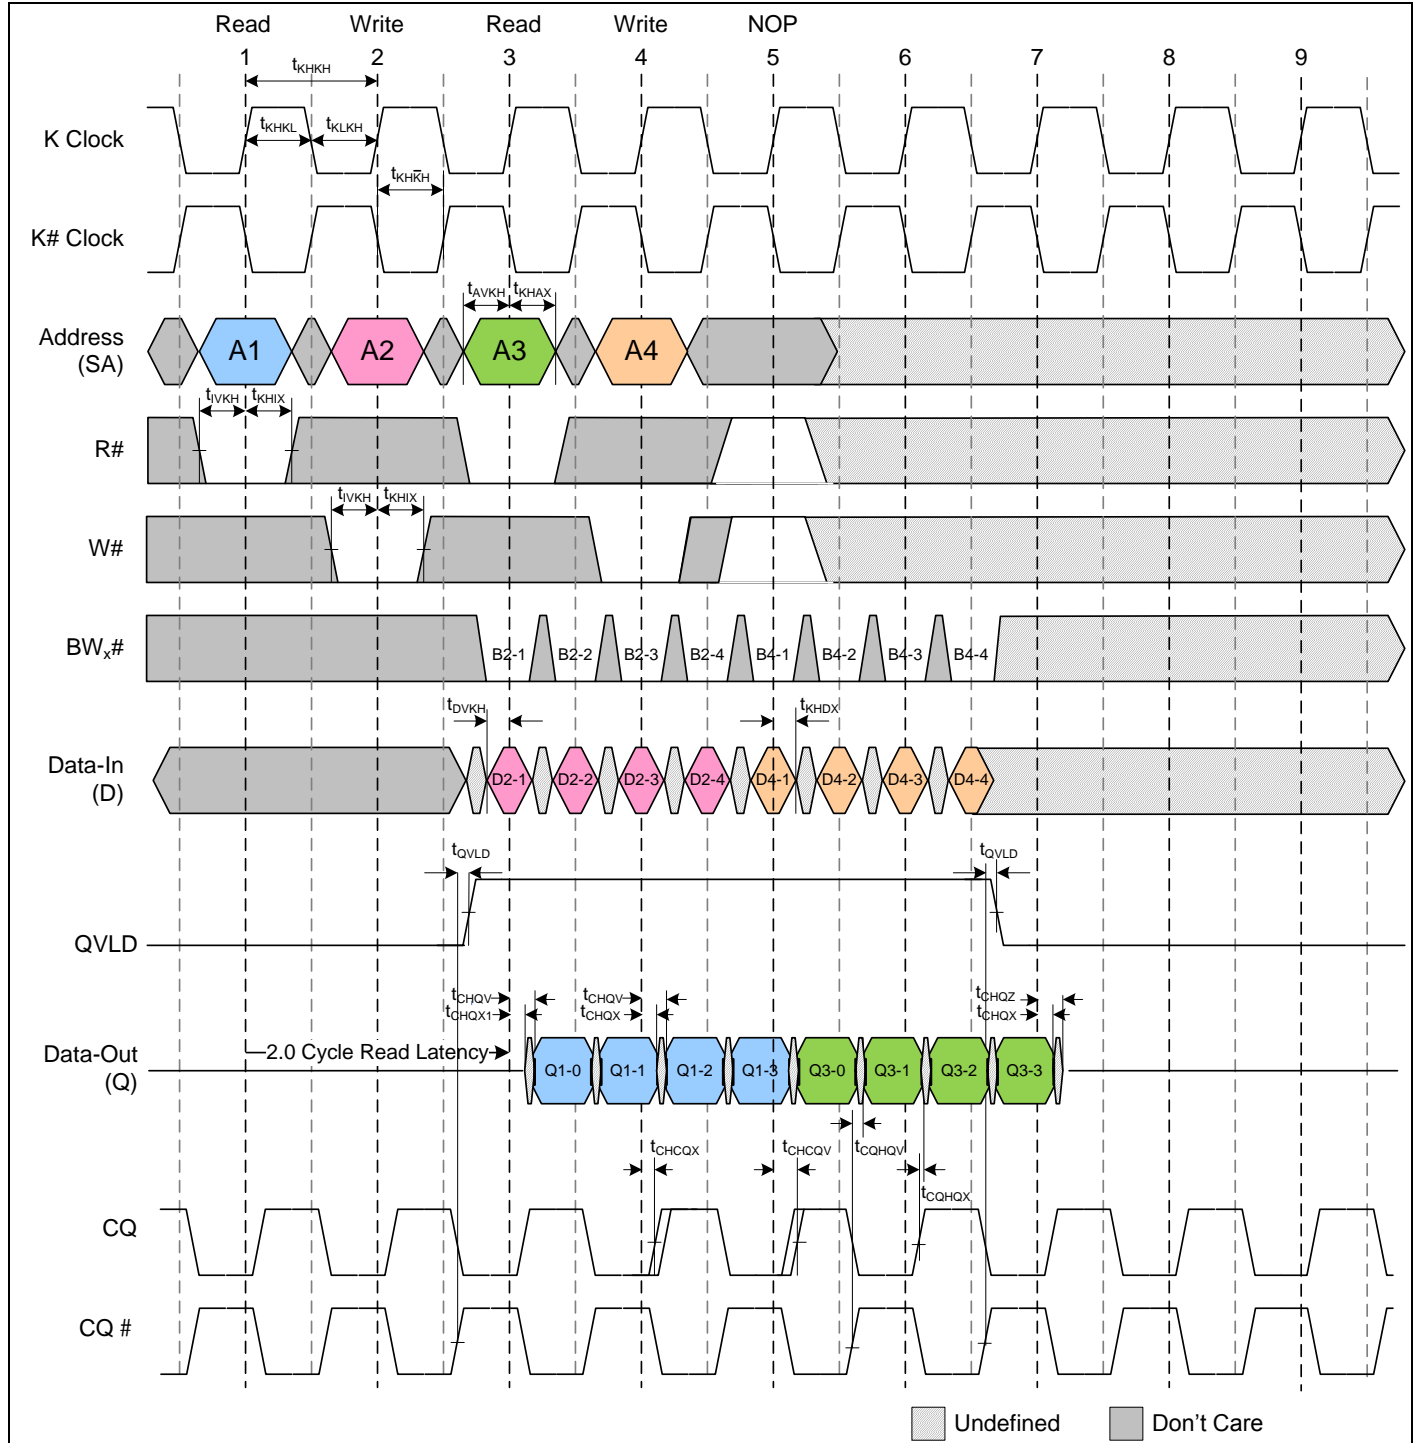 Read Write Read Write NOP
1 2 3 4 5 6 7 8 9
tKHKH
K Clock tKHKL tKLKH
tKHK̄H
K# Clock
tAVKH tKHAX
Address (SA) A1 A2 A3 A4
tIVKH tKHIX
R#
tIVKH tKHIX
W#
BWx# B2-1 B2-2 B2-3 B2-4 B4-1 B4-2 B4-3 B4-4
tDVKH tKHDX
Data-In (D) D2-1 D2-2 D2-3 D2-4 D4-1 D4-2 D4-3 D4-4
tQVLD tQVLD
QVLD
tCHQV tCHQV tCHQZ
tCHQX1 tCHQX tCHQX
Data-Out (Q) 2.0 Cycle Read Latency Q1-0 Q1-1 Q1-2 Q1-3 Q3-0 Q3-1 Q3-2 Q3-3
tCHCQX tCHCQV tCQHQV
tCQHQX
CQ
CQ #
Undefined Don't Care